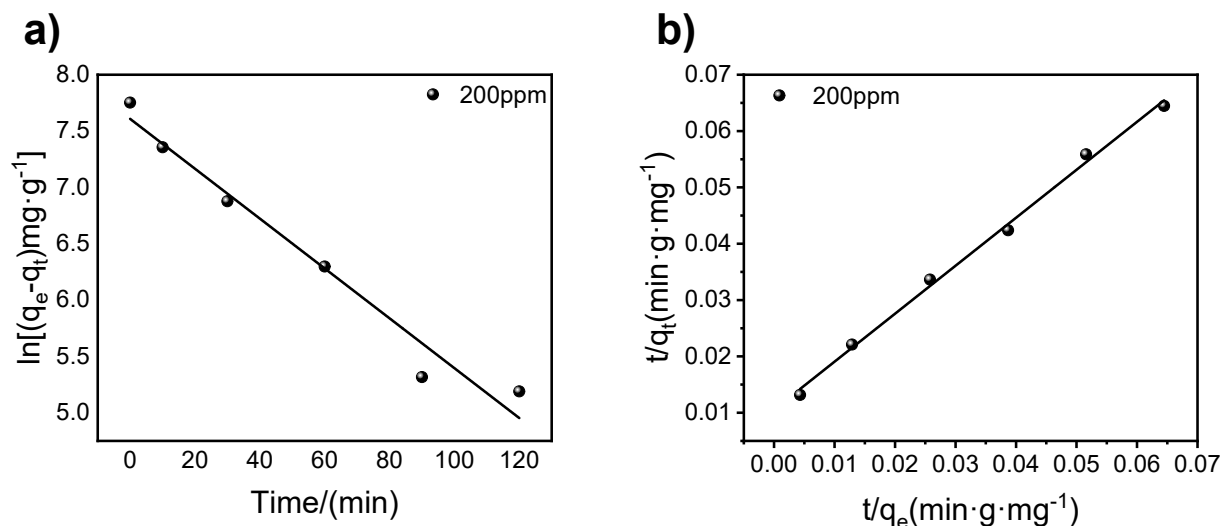 a)
8.0
7.5
7.0
6.5
6.0
5.5
5.0
ln[(qₑ-qₜ)mg·g⁻¹]
200ppm
0 20 40 60 80 100 120
Time/(min)
b)
0.07
0.06
0.05
0.04
0.03
0.02
0.01
t/qₜ(min·g·mg⁻¹)
200ppm
0.00 0.01 0.02 0.03 0.04 0.05 0.06 0.07
t/qₑ(min·g·mg⁻¹)